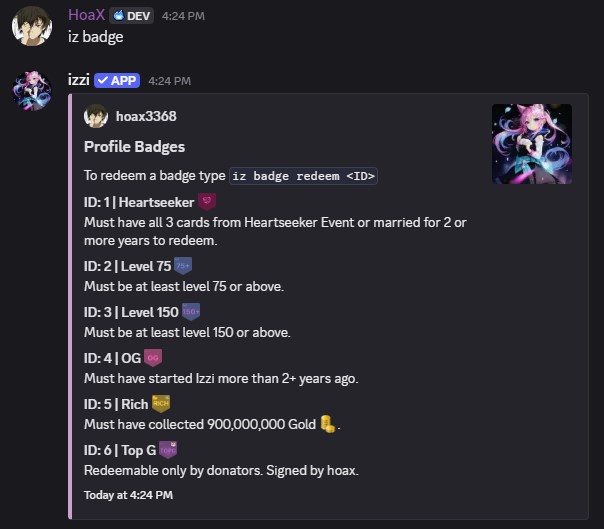 HoaX DEV 4:24 PM
iz badge
izzi ✓ APP 4:24 PM
hoax3368
Profile Badges
To redeem a badge type iz badge redeem <ID>
ID: 1 | Heartseeker
Must have all 3 cards from Heartseeker Event or married for 2 or
more years to redeem.
ID: 2 | Level 75 75+
Must be at least level 75 or above.
ID: 3 | Level 150 150+
Must be at least level 150 or above.
ID: 4 | OG OG
Must have started Izzi more than 2+ years ago.
ID: 5 | Rich RICH
Must have collected 900,000,000 Gold .
ID: 6 | Top G
Redeemable only by donators. Signed by hoax.
Today at 4:24 PM